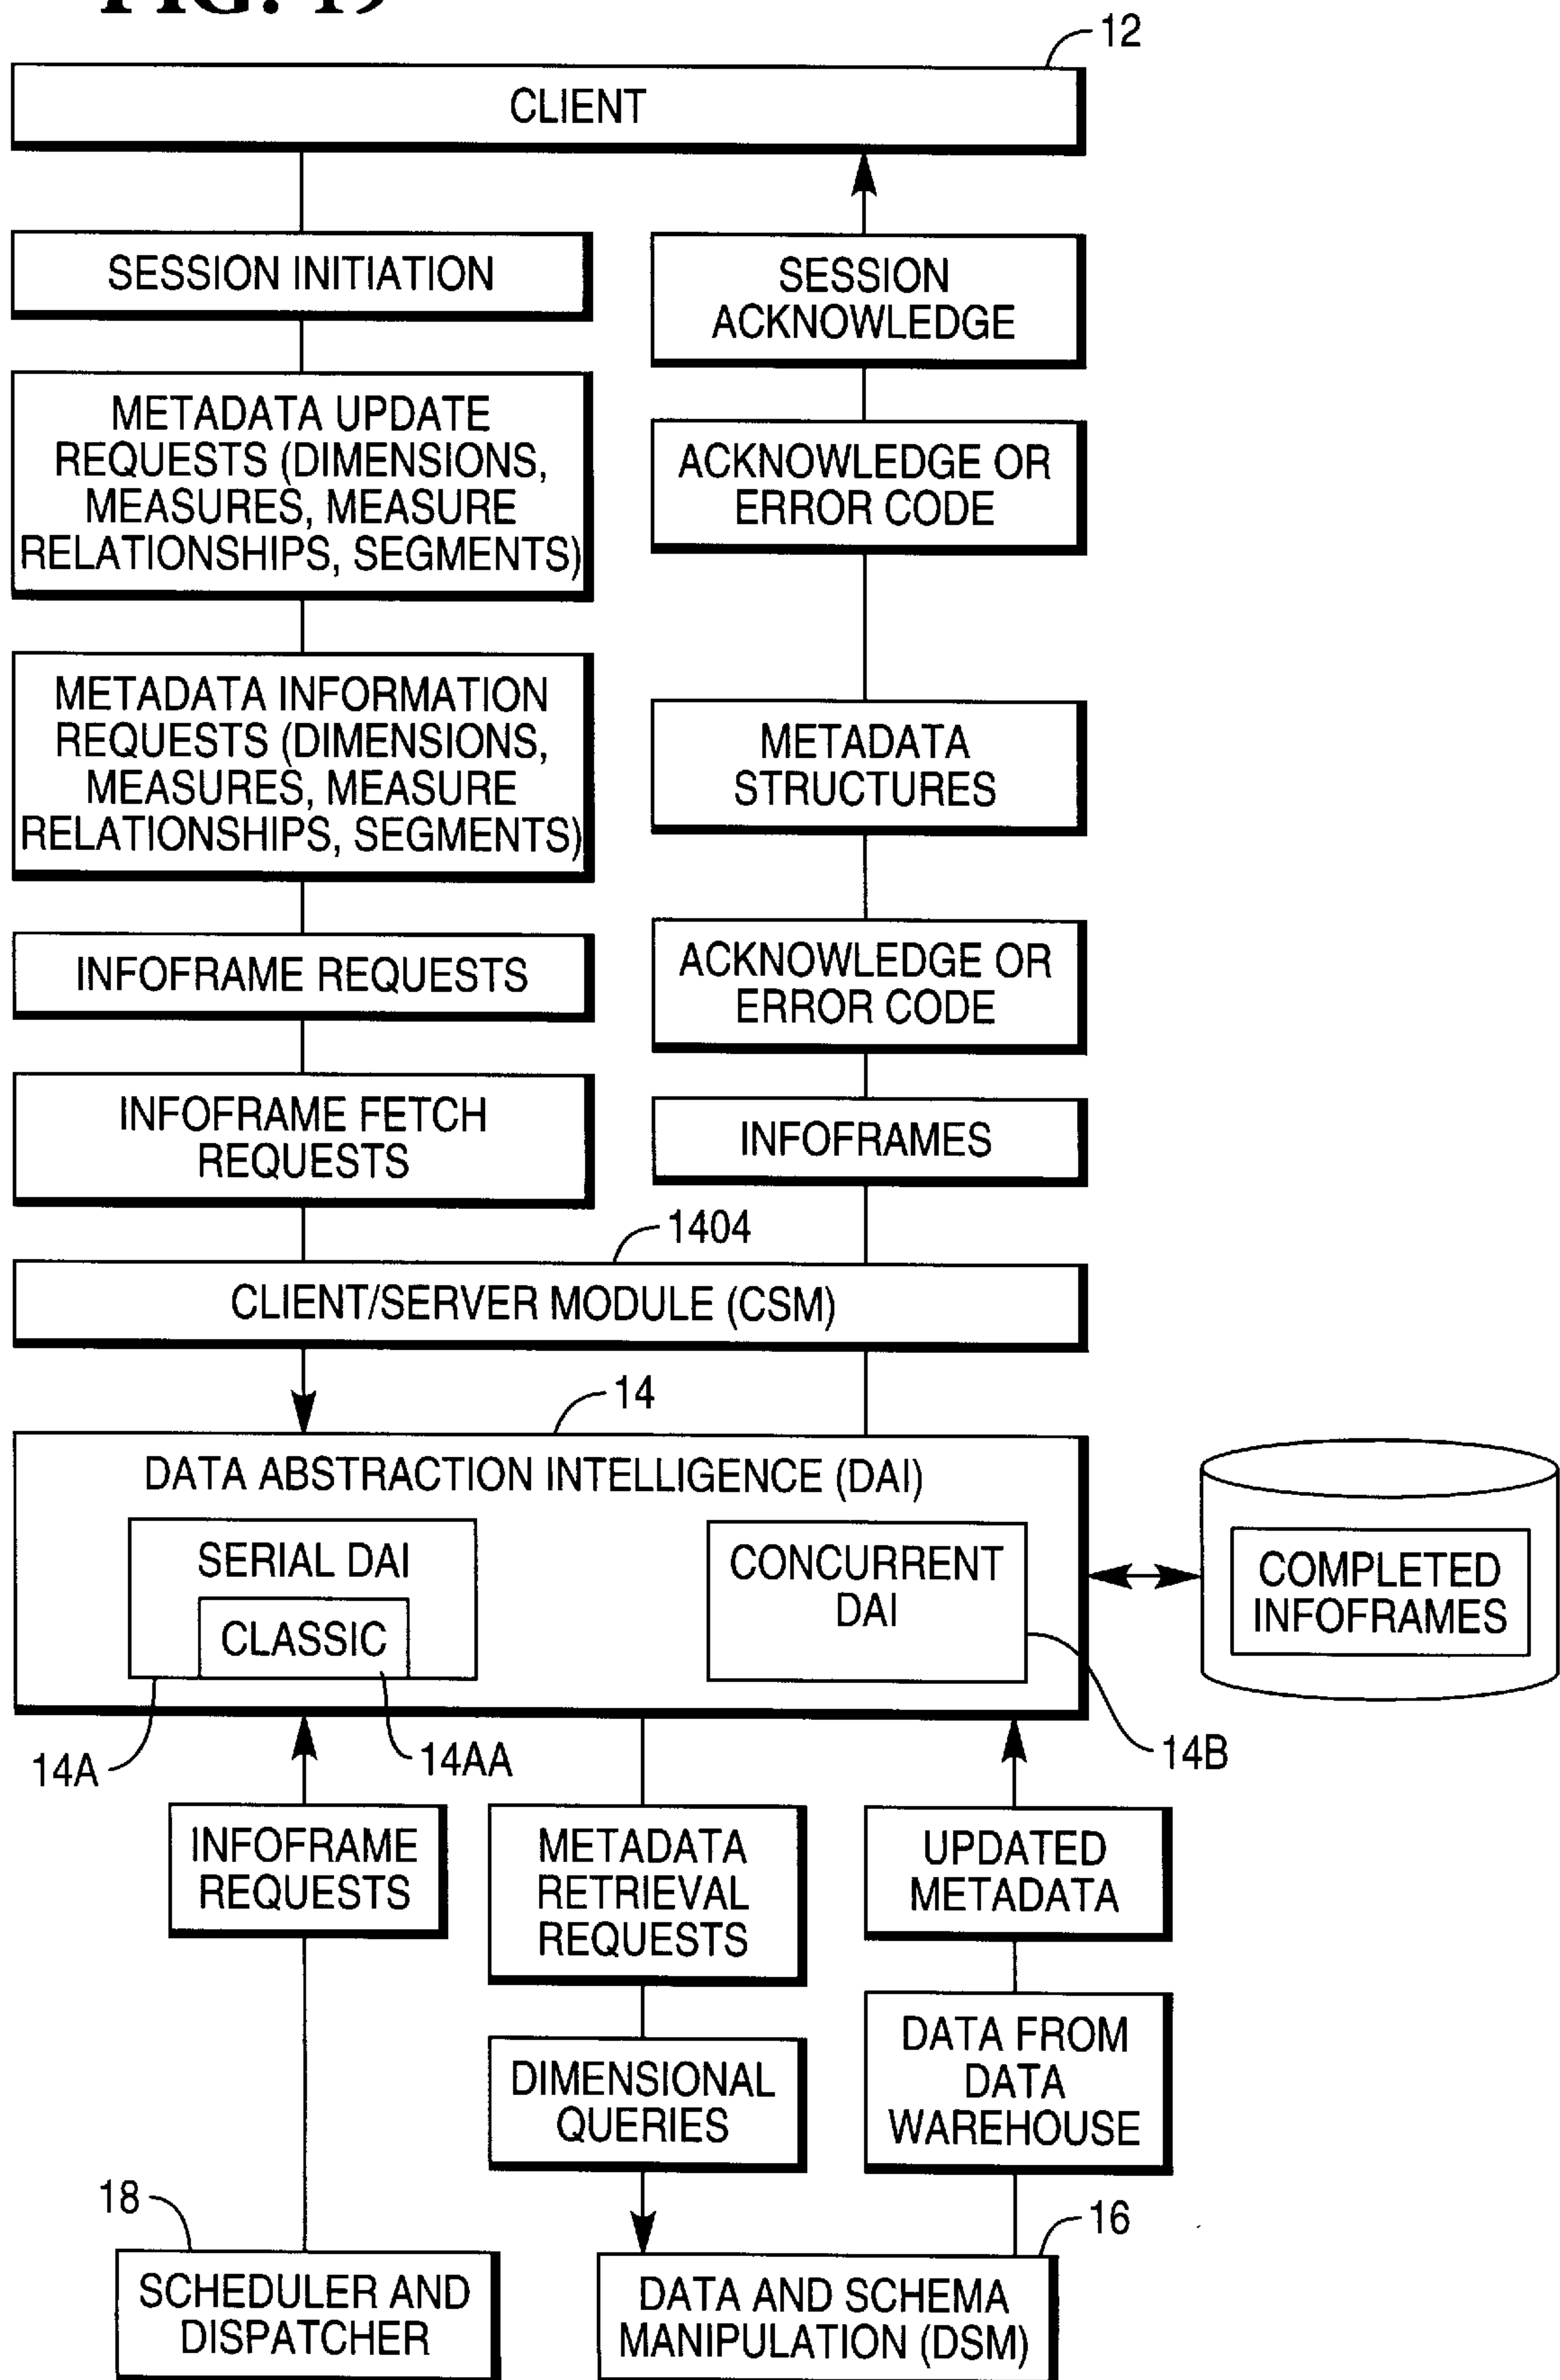 FIG.
12
CLIENT
SESSION INITIATION
SESSION
ACKNOWLEDGE
METADATA UPDATE
REQUESTS (DIMENSIONS,
MEASURES, MEASURE
RELATIONSHIPS, SEGMENTS)
ACKNOWLEDGE OR
ERROR CODE
METADATA INFORMATION
REQUESTS (DIMENSIONS,
MEASURES, MEASURE
RELATIONSHIPS, SEGMENTS)
METADATA
STRUCTURES
INFOFRAME REQUESTS
ACKNOWLEDGE OR
ERROR CODE
INFOFRAME FETCH
REQUESTS
INFOFRAMES
1404
CLIENT/SERVER MODULE (CSM)
14
DATA ABSTRACTION INTELLIGENCE (DAI)
SERIAL DAI
CLASSIC
CONCURRENT
DAI
COMPLETED
INFOFRAMES
14A
14AA
14B
INFOFRAME
REQUESTS
METADATA
RETRIEVAL
REQUESTS
UPDATED
METADATA
DIMENSIONAL
QUERIES
DATA FROM
DATA
WAREHOUSE
18
16
SCHEDULER AND
DISPATCHER
DATA AND SCHEMA
MANIPULATION (DSM)